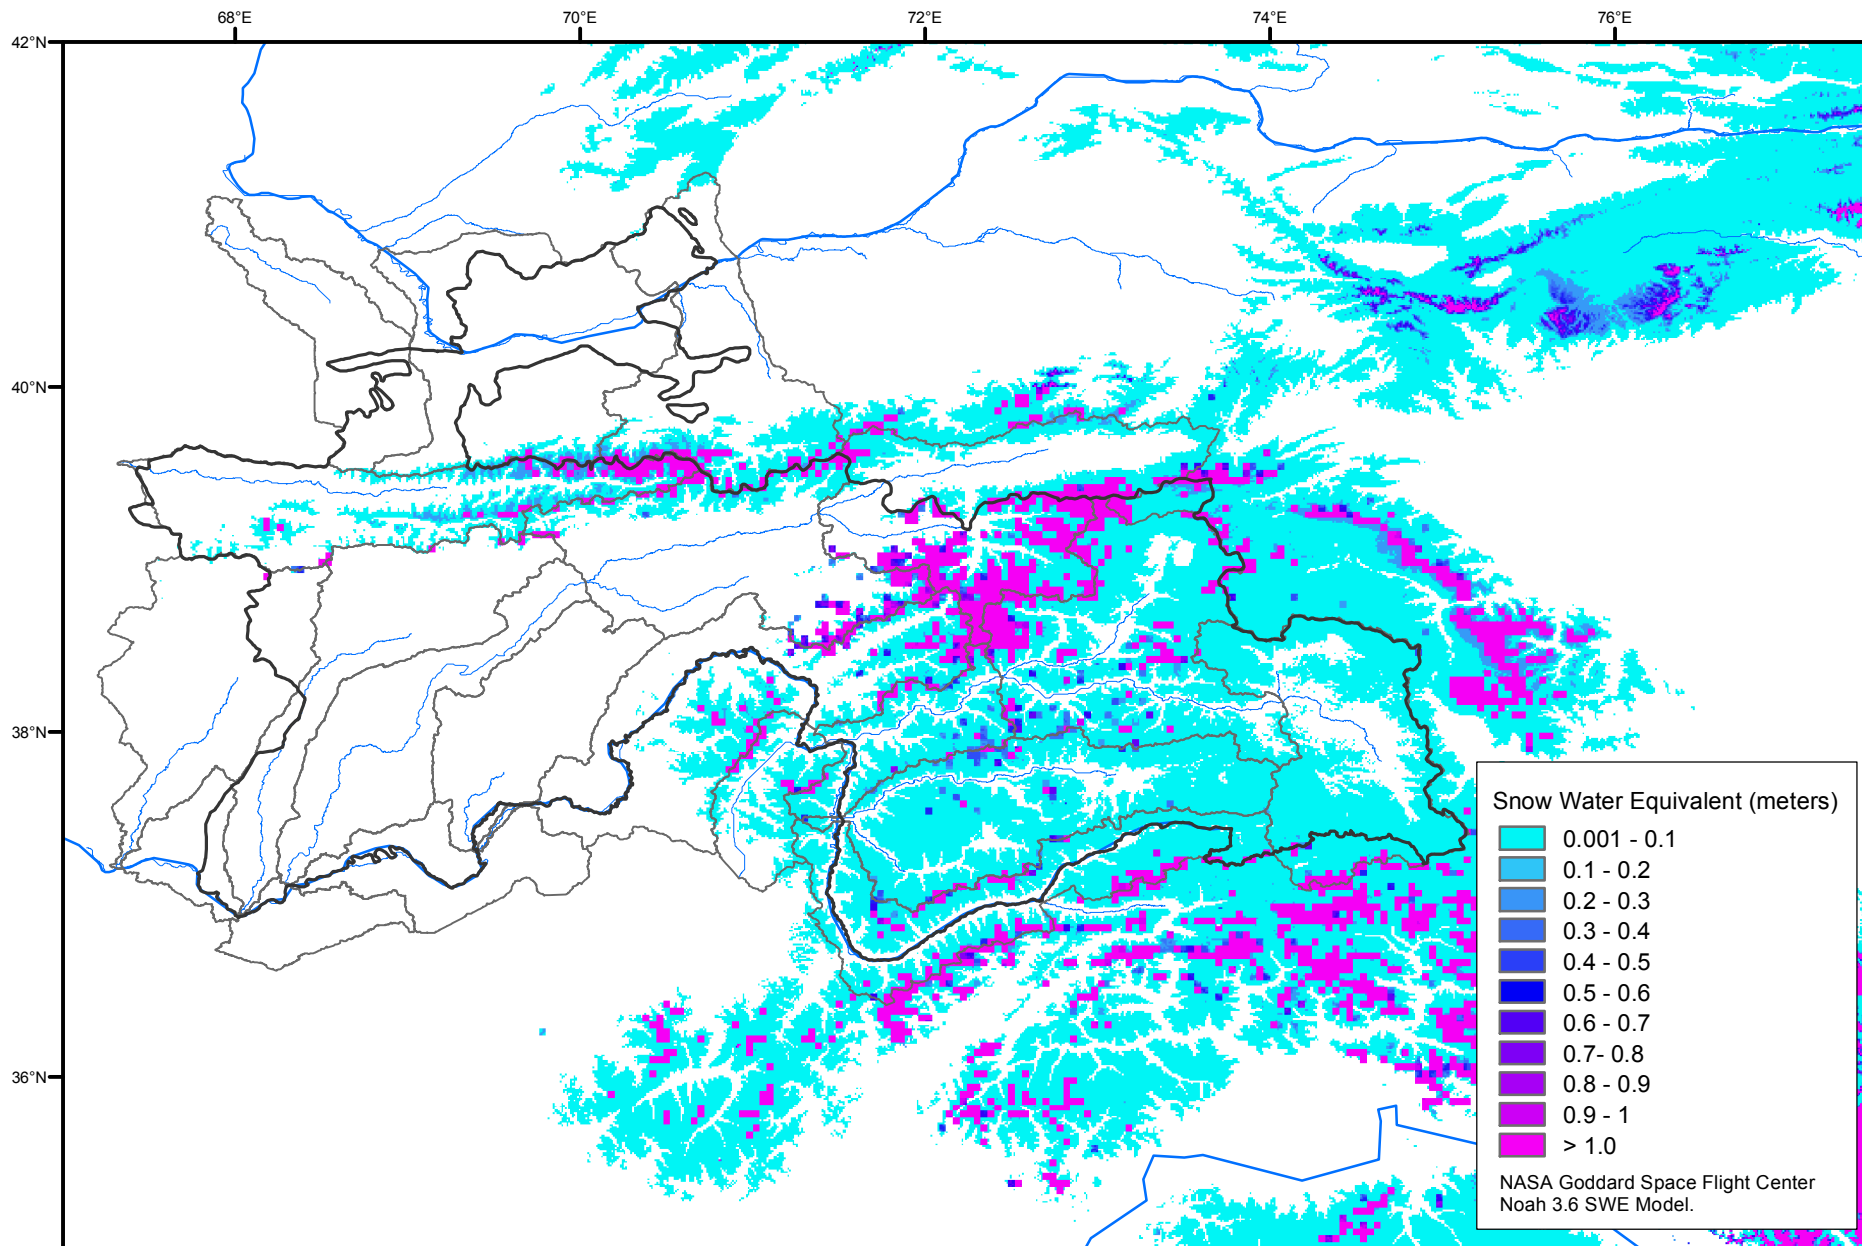 68°E
70°E
72°E
74°E
76°E
42°N
40°N
38°N
36°N
Snow Water Equivalent (meters)
0.001 - 0.1
0.1 - 0.2
0.2 - 0.3
0.3 - 0.4
0.4 - 0.5
0.5 - 0.6
0.6 - 0.7
0.7- 0.8
0.8 - 0.9
0.9 - 1
> 1.0
NASA Goddard Space Flight Center
Noah 3.6 SWE Model.